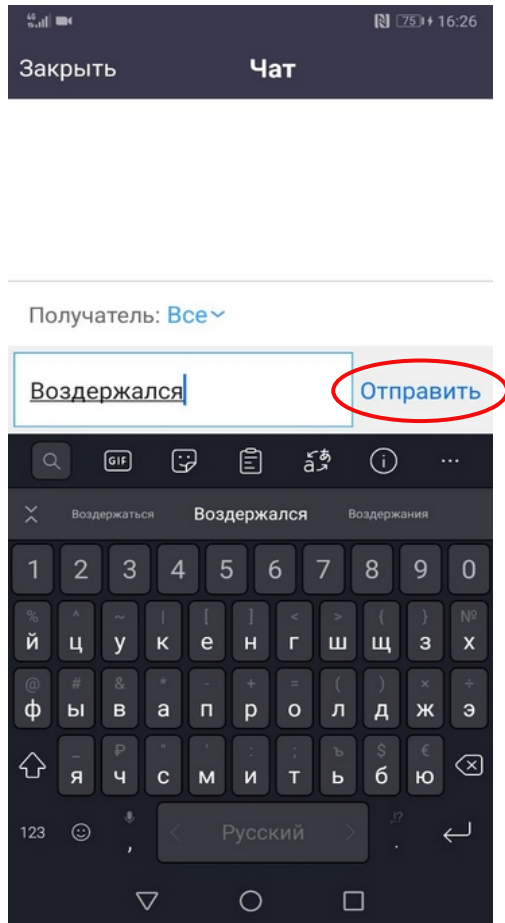 46 75 16:26
Закрыть Чат
Получатель: Все
Воздержался Отправить
GIF
Воздержаться Воздержался Воздержания
1 2 3 4 5 6 7 8 9 0
% ^ ~ | [ ] < > { } №
й ц у к е н г ш щ з х
@ # & * - + = ( ) × ÷
ф ы в а п р о л д ж э
_ ₽ " ' : ; ъ $ €
я ч с м и т ь б ю
123 , Русский ,!? .